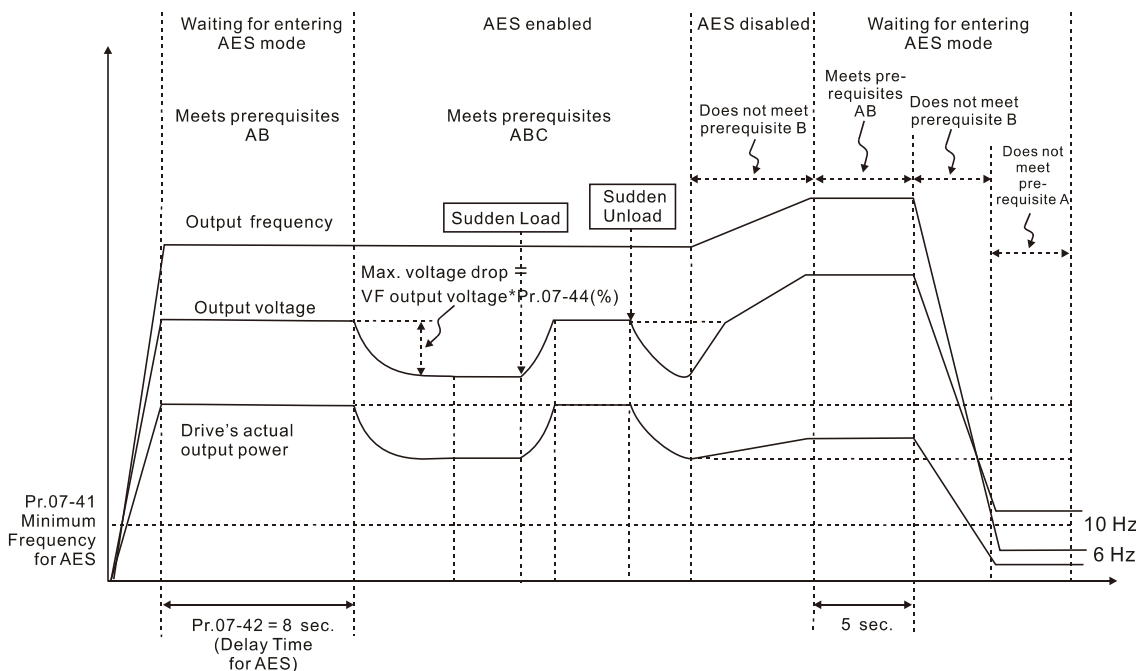 Waiting for entering
AES mode
AES enabled
AES disabled
Waiting for entering
AES mode
Meets prerequisites
AB
Meets prerequisites
ABC
Does not meet
prerequisite B
Meets pre-
requisites
AB
Does not meet
prerequisite B
Does not
meet
pre-
requisite A
Output frequency
Sudden Load
Sudden
Unload
Max. voltage drop =
VF output voltage*Pr.07-44(%)
Output voltage
Drive's actual
output power
Pr.07-41
Minimum
Frequency
for AES
10 Hz
6 Hz
Pr.07-42 = 8 sec.
(Delay Time
for AES)
5 sec.